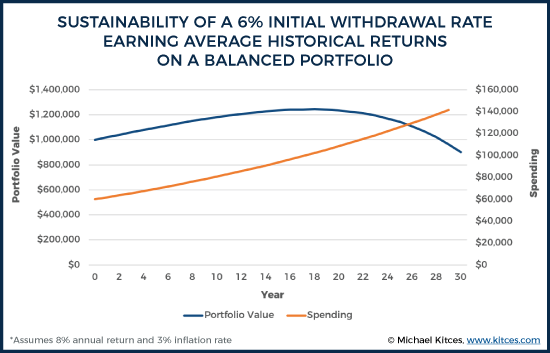 SUSTAINABILITY OF A 6% INITIAL WITHDRAWAL RATE
EARNING AVERAGE HISTORICAL RETURNS
ON A BALANCED PORTFOLIO
Portfolio Value
$1,400,000
$1,200,000
$1,000,000
$800,000
$600,000
$400,000
$200,000
$0
$160,000
$140,000
$120,000
$100,000
$80,000
$60,000
$40,000
$20,000
$0
Spending
0 2 4 6 8 10 12 14 16 18 20 22 24 26 28 30
Year
Portfolio Value Spending
*Assumes 8% annual return and 3% inflation rate
© Michael Kitces, www.kitces.com